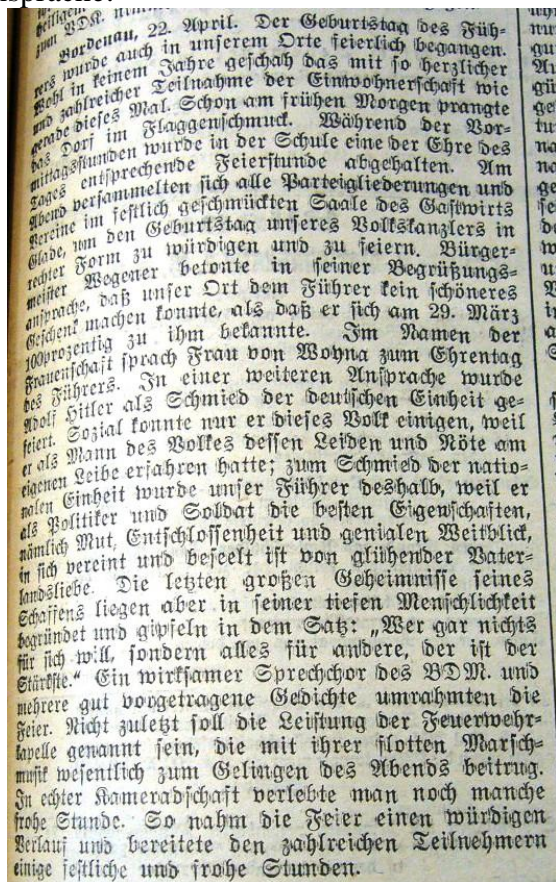 zum VDK.
Bordenau, 22. April. Der Geburtstag des Füh-
rers wurde auch in unserem Orte feierlich begangen.
Wohl in keinem Jahre geschah das mit so herzlicher
und zahlreicher Teilnahme der Einwohnerschaft wie
gerade dieses Mal. Schon am frühen Morgen prangte
das Dorf im Flaggenschmuck. Während der Vor-
mittagsstunden wurde in der Schule eine der Ehre des
Tages entsprechende Feierstunde abgehalten. Am
Abend versammelten sich alle Parteigliederungen und
Vereine im festlich geschmückten Saale des Gastwirts
Glade, um den Geburtstag unseres Volkskanzlers in
rechter Form zu würdigen und zu feiern. Bürger-
meister Wegener betonte in seiner Begrüßungs-
ansprache, daß unser Ort dem Führer kein schöneres
Geschenk machen konnte, als daß er sich am 29. März
100prozentig zu ihm bekannte. Im Namen der
Frauenschaft sprach Frau von Woyna zum Ehrentag
des Führers. In einer weiteren Ansprache wurde
Adolf Hitler als Schmied der deutschen Einheit ge-
feiert. Sozial konnte nur er dieses Volk einigen, weil
er als Mann des Volkes dessen Leiden und Nöte am
eigenen Leibe erfahren hatte; zum Schmied der natio-
nalen Einheit wurde unser Führer deshalb, weil er
als Politiker und Soldat die besten Eigenschaften,
nämlich Mut, Entschlossenheit und genialen Weitblick,
in sich vereint und beseelt ist von glühender Vater-
landsliebe. Die letzten großen Geheimnisse seines
Schaffens liegen aber in seiner tiefen Menschlichkeit
begründet und gipfeln in dem Satz: „Wer gar nichts
für sich will, sondern alles für andere, der ist der
Stärkste.“ Ein wirksamer Sprechchor des BDM. und
mehrere gut vorgetragene Gedichte umrahmten die
Feier. Nicht zuletzt soll die Leistung der Feuerwehr-
kapelle genannt sein, die mit ihrer flotten Marsch-
musik wesentlich zum Gelingen des Abends beitrug.
In echter Kameradschaft verlebte man noch manche
frohe Stunde. So nahm die Feier einen würdigen
Verlauf und bereitete den zahlreichen Teilnehmern
einige festliche und frohe Stunden.